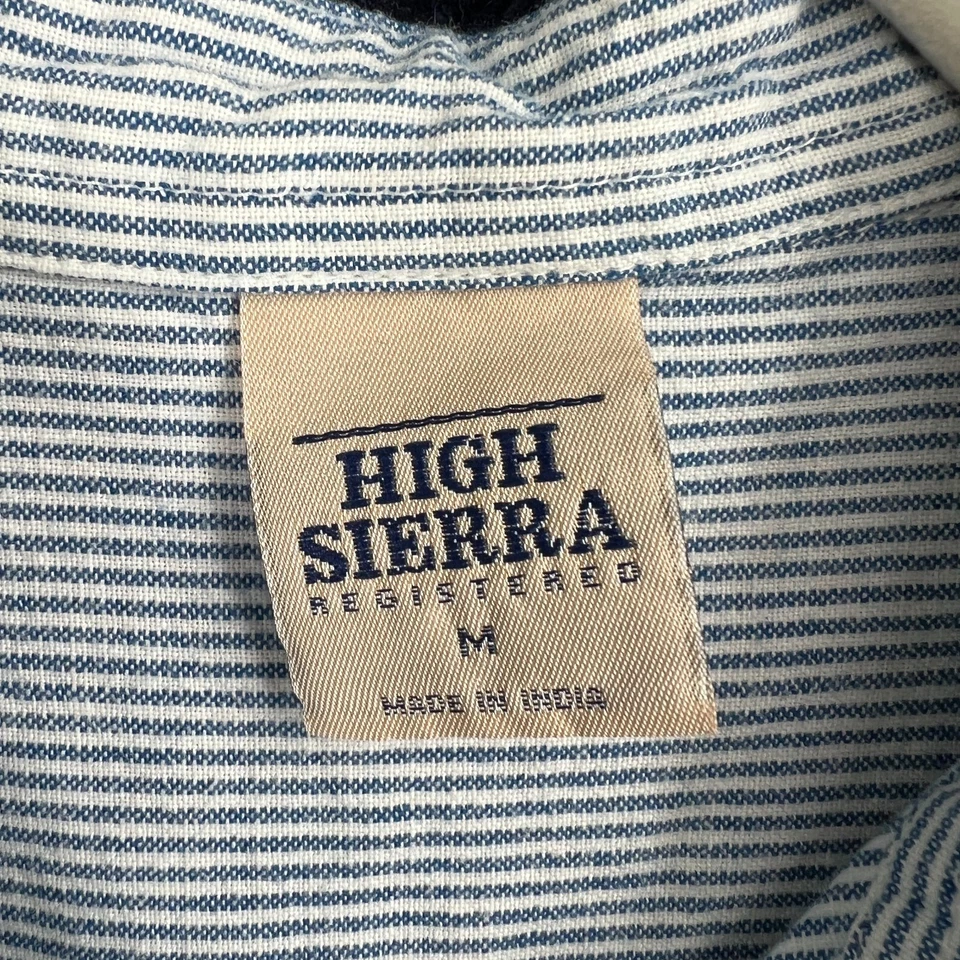 HIGH
SIERRA
REGISTERED
M
MADE IN INDIA